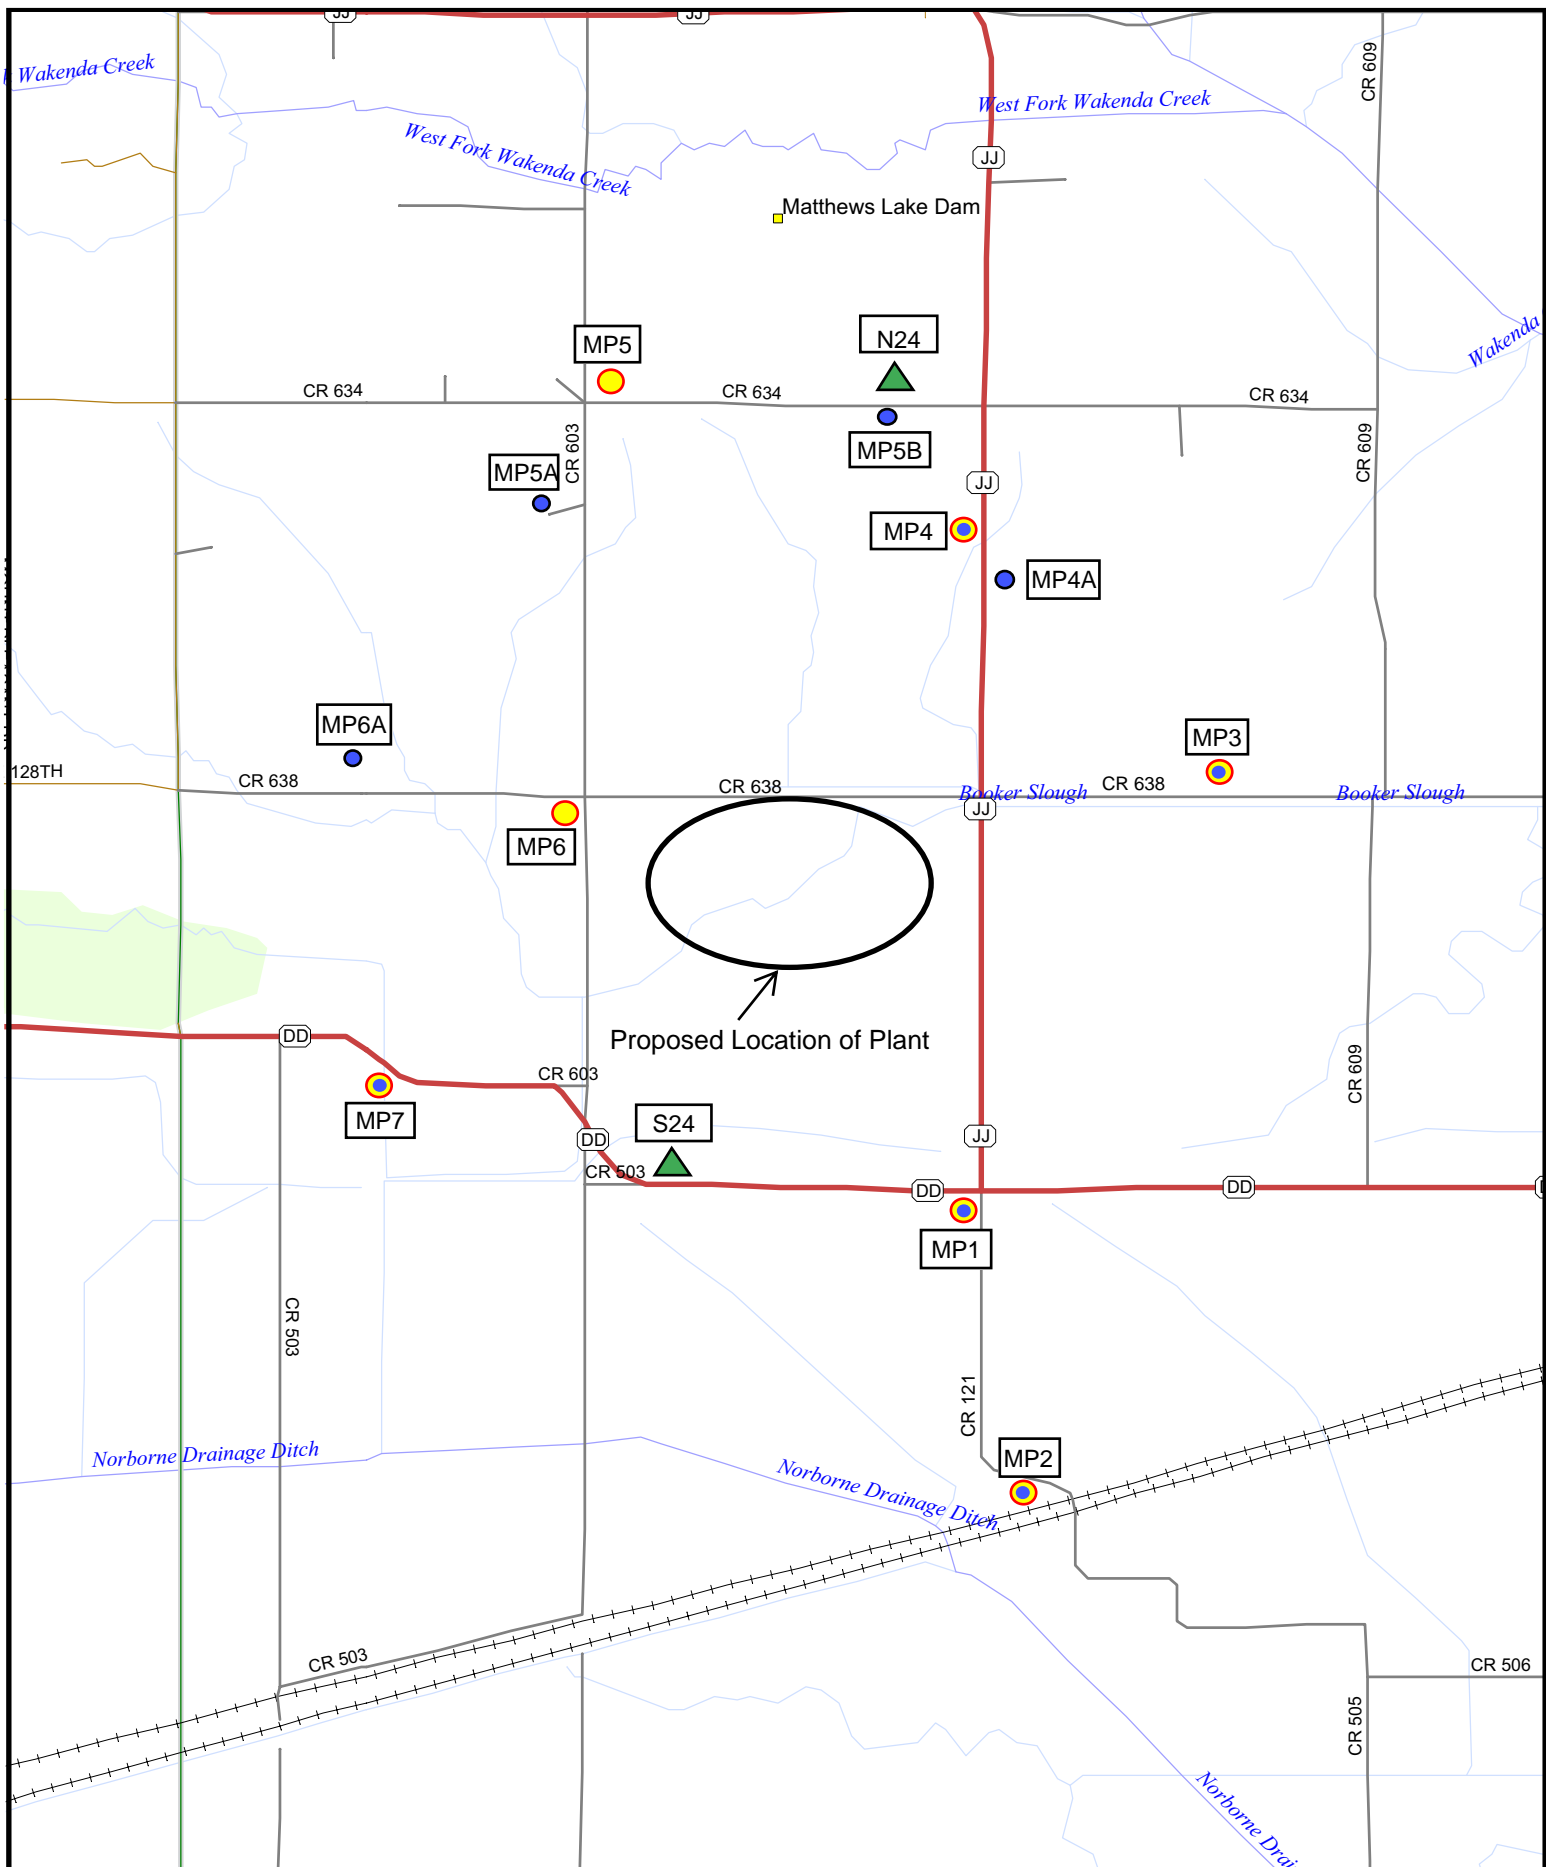 JJ
JJ
CR 609
Wakenda Creek
West Fork Wakenda Creek
West Fork Wakenda Creek
JJ
Matthews Lake Dam
Wakenda
MP5
N24
CR 634
CR 634
CR 634
CR 603
MP5B
CR 609
MP5A
JJ
MP4
MP4A
MP6A
MP3
128TH
CR 638
CR 638
CR 638
Booker Slough
Booker Slough
JJ
MP6
DD
Proposed Location of Plant
CR 603
CR 609
MP7
S24
DD
JJ
CR 503
DD
DD
MP1
CR 503
CR 121
Norborne Drainage Ditch
MP2
Norborne Drainage Ditch
CR 503
CR 506
CR 505
Norborne Drai